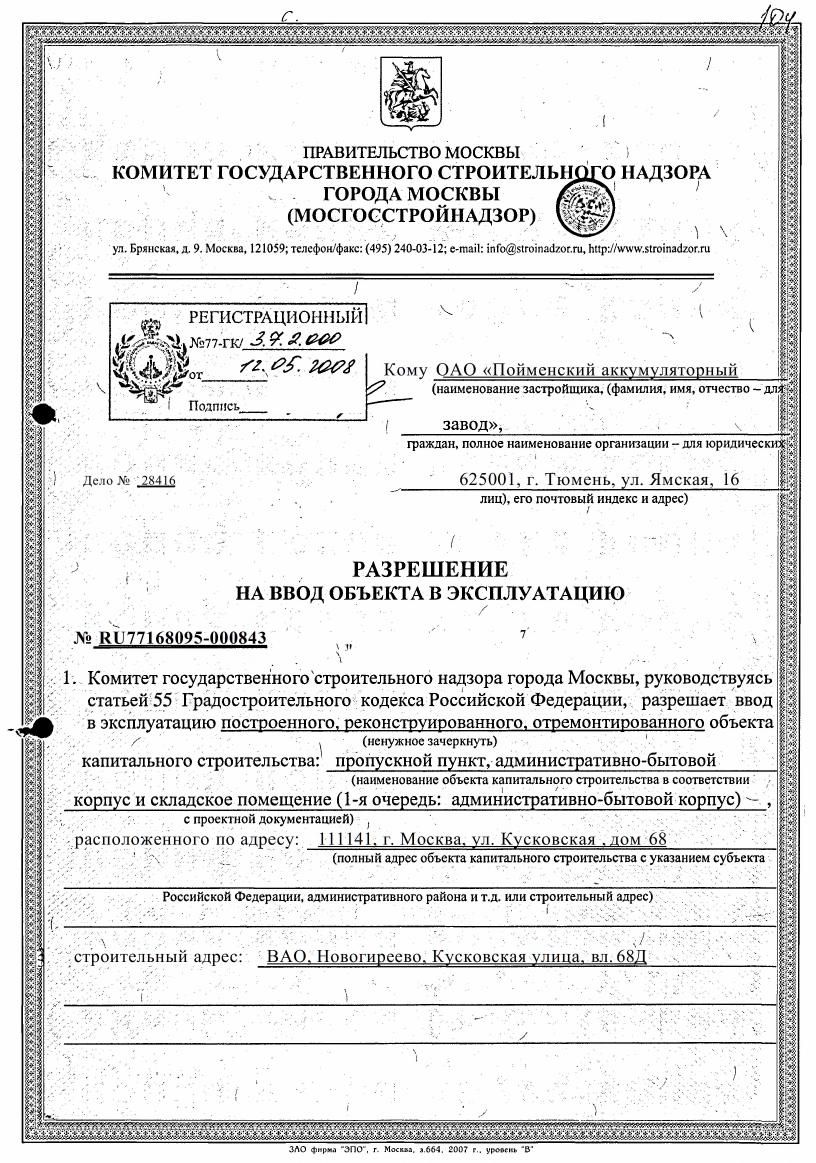 с.
ПРАВИТЕЛЬСТВО МОСКВЫ
КОМИТЕТ ГОСУДАРСТВЕННОГО СТРОИТЕЛЬНОГО НАДЗОРА
ГОРОДА МОСКВЫ
(МОСГОССТРОЙНАДЗОР)
ул. Брянская, д. 9. Москва, 121059; телефон/факс: (495) 240-03-12; e-mail: info@stroinadzor.ru, http://www.stroinadzor.ru
РЕГИСТРАЦИОННЫЙ
№77-ГК/ 3.7.2.000
от 12.05.2008
Подпись
Кому ОАО «Пойменский аккумуляторный
(наименование застройщика, (фамилия, имя, отчество – для
завод»,
граждан, полное наименование организации – для юридических
Дело № 28416
625001, г. Тюмень, ул. Ямская, 16
лиц), его почтовый индекс и адрес)
РАЗРЕШЕНИЕ
НА ВВОД ОБЪЕКТА В ЭКСПЛУАТАЦИЮ
№ RU77168095-000843
1. Комитет государственного строительного надзора города Москвы, руководствуясь
статьей 55 Градостроительного кодекса Российской Федерации, разрешает ввод
в эксплуатацию построенного, реконструированного, отремонтированного объекта
(ненужное зачеркнуть)
капитального строительства: пропускной пункт, административно-бытовой
(наименование объекта капитального строительства в соответствии
корпус и складское помещение (1-я очередь: административно-бытовой корпус) – ,
с проектной документацией)
расположенного по адресу: 111141, г. Москва, ул. Кусковская , дом 68
(полный адрес объекта капитального строительства с указанием субъекта
Российской Федерации, административного района и т.д. или строительный адрес)
строительный адрес: ВАО, Новогиреево, Кусковская улица, вл. 68Д
ЗАО фирма "ЭПО", г. Москва, з.664, 2007 г., уровень "В"